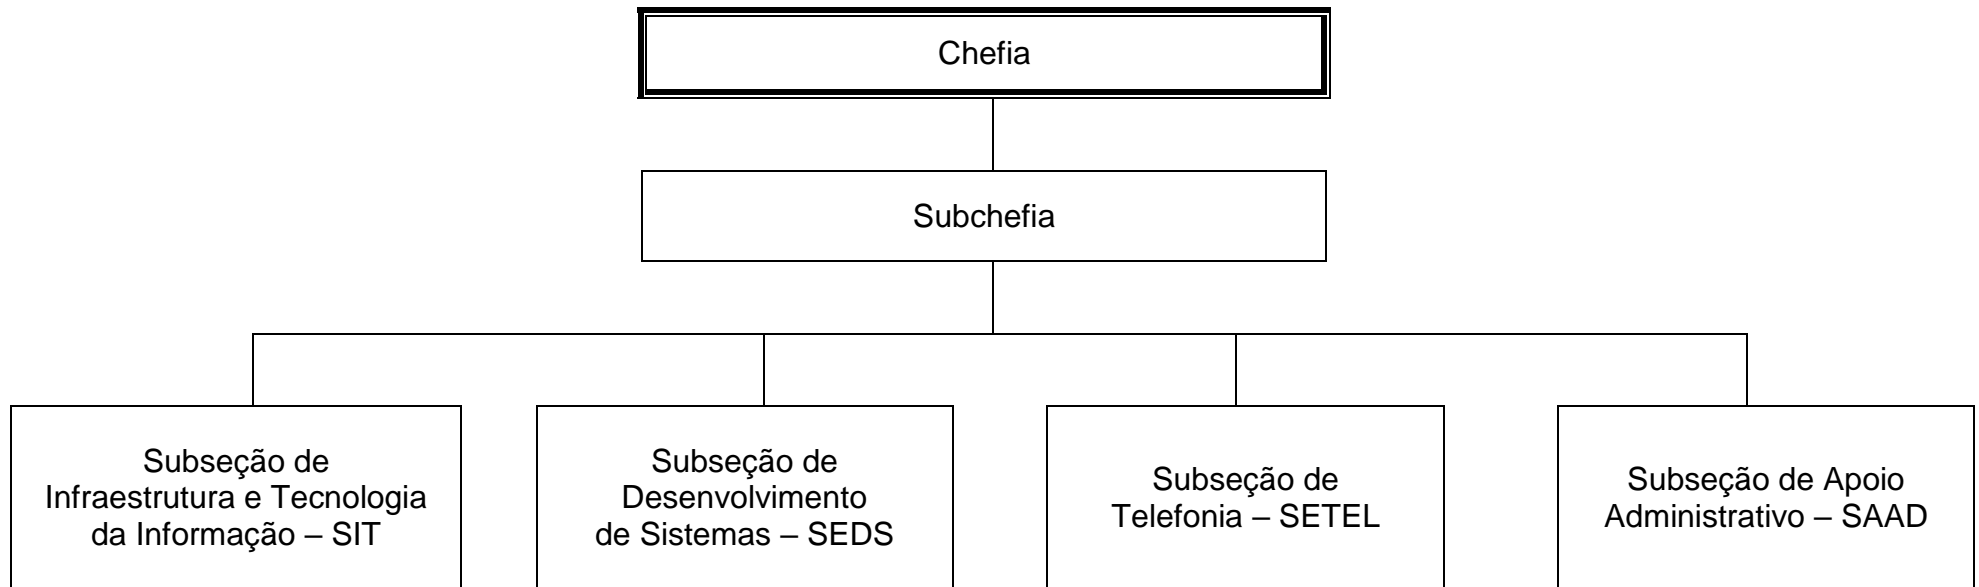 Chefia
Subchefia
Subseção de
Infraestrutura e Tecnologia
da Informação – SIT
Subseção de
Desenvolvimento
de Sistemas – SEDS
Subseção de
Telefonia – SETEL
Subseção de Apoio
Administrativo – SAAD